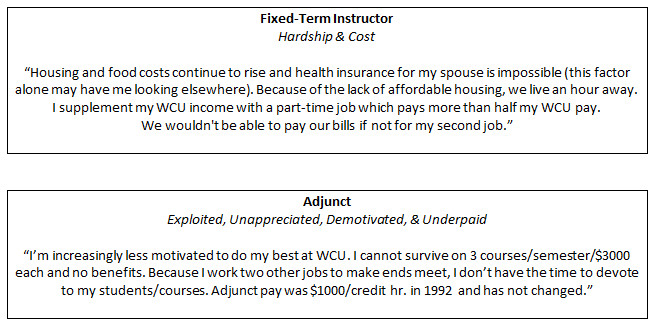 Fixed-Term Instructor
Hardship & Cost
“Housing and food costs continue to rise and health insurance for my spouse is impossible (this factor
alone may have me looking elsewhere). Because of the lack of affordable housing, we live an hour away.
I supplement my WCU income with a part-time job which pays more than half my WCU pay.
We wouldn't be able to pay our bills if not for my second job.”
Adjunct
Exploited, Unappreciated, Demotivated, & Underpaid
“I’m increasingly less motivated to do my best at WCU. I cannot survive on 3 courses/semester/$3000
each and no benefits. Because I work two other jobs to make ends meet, I don’t have the time to devote
to my students/courses. Adjunct pay was $1000/credit hr. in 1992 and has not changed.”